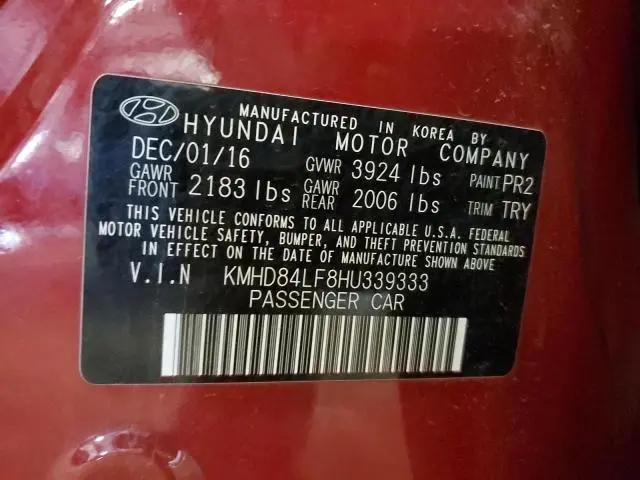 MANUFACTURED IN KOREA BY
HYUNDAI MOTOR COMPANY
DEC/01/16 GVWR 3924 lbs PAINT PR2
GAWR FRONT 2183 lbs GAWR REAR 2006 lbs TRIM TRY
THIS VEHICLE CONFORMS TO ALL APPLICABLE U.S.A. FEDERAL
MOTOR VEHICLE SAFETY, BUMPER, AND THEFT PREVENTION STANDARDS
IN EFFECT ON THE DATE OF MANUFACTURE SHOWN ABOVE
V.I.N KMHD84LF8HU339333
PASSENGER CAR